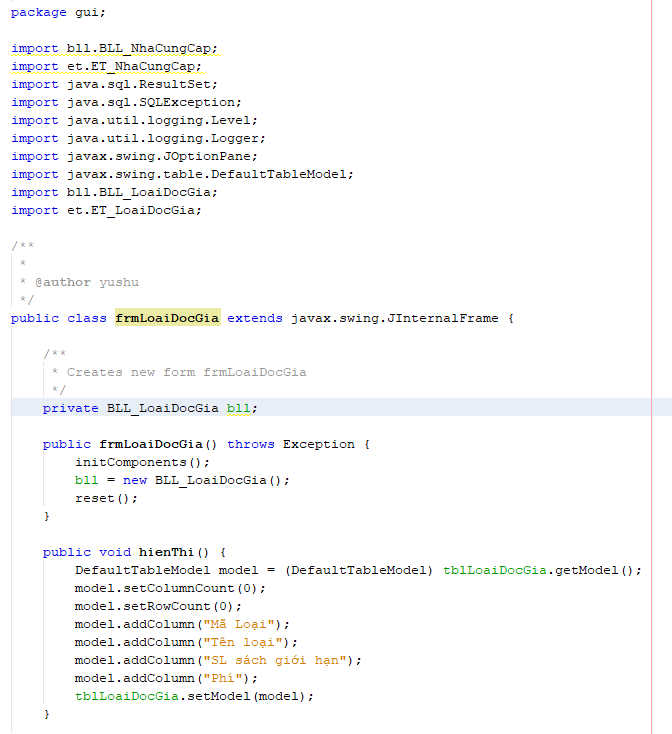 package gui;
import bll.BLL_NhaCungCap;
import et.ET_NhaCungCap;
import java.sql.ResultSet;
import java.sql.SQLException;
import java.util.logging.Level;
import java.util.logging.Logger;
import javax.swing.JOptionPane;
import javax.swing.table.DefaultTableModel;
import bll.BLL_LoaiDocGia;
import et.ET_LoaiDocGia;
/**
 *
 * @author yushu
 */
public class frmLoaiDocGia extends javax.swing.JInternalFrame {
    /**
     * Creates new form frmLoaiDocGia
     */
    private BLL_LoaiDocGia bll;
    public frmLoaiDocGia() throws Exception {
        initComponents();
        bll = new BLL_LoaiDocGia();
        reset();
    }
    public void hienThi() {
        DefaultTableModel model = (DefaultTableModel) tblLoaiDocGia.getModel();
        model.setColumnCount(0);
        model.setRowCount(0);
        model.addColumn("Mã Loại");
        model.addColumn("Tên loại");
        model.addColumn("SL sách giới hạn");
        model.addColumn("Phí");
        tblLoaiDocGia.setModel(model);
    }